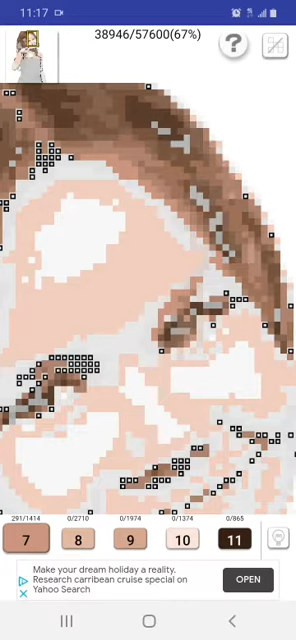 11:17
38946/57600(67%)
?
291/1414 0/2710 0/1974 0/1374 0/865
7 8 9 10 11
Make your dream holiday a reality.
Research carribean cruise special on
Yahoo Search
OPEN